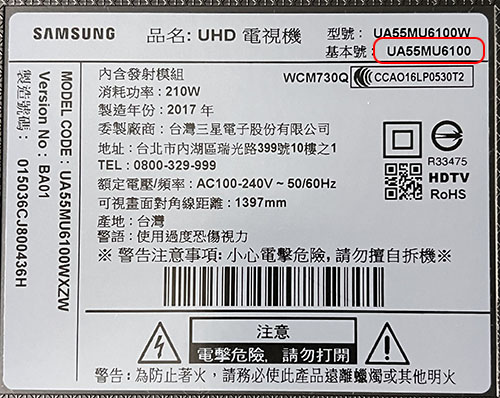 SAMSUNG 品名: UHD 電視機 型號: UA55MU6100W
基本號: UA55MU6100
內含發射模組 WCM730Q CCAO16LP0530T2
消耗功率: 210W
製造年份: 2017年
委製廠商: 台灣三星電子股份有限公司
地址: 台北市內湖區瑞光路399號10樓之1
TEL : 0800-329-999
額定電壓/頻率: AC100-240V ~ 50/60Hz
可視畫面對角線距離: 1397mm
產地: 台灣
警語: 使用過度恐傷視力
R33475
HDTV
RoHS
※ 警告注意事項: 小心電擊危險, 請勿擅自拆機※
注意
電擊危險, 請勿打開
警告: 為防止著火, 請務必使此產品遠離蠟燭或其他明火
MODEL CODE: UA55MU6100WXZW
Version No : BA01
製造號碼: 015036CJ800436H